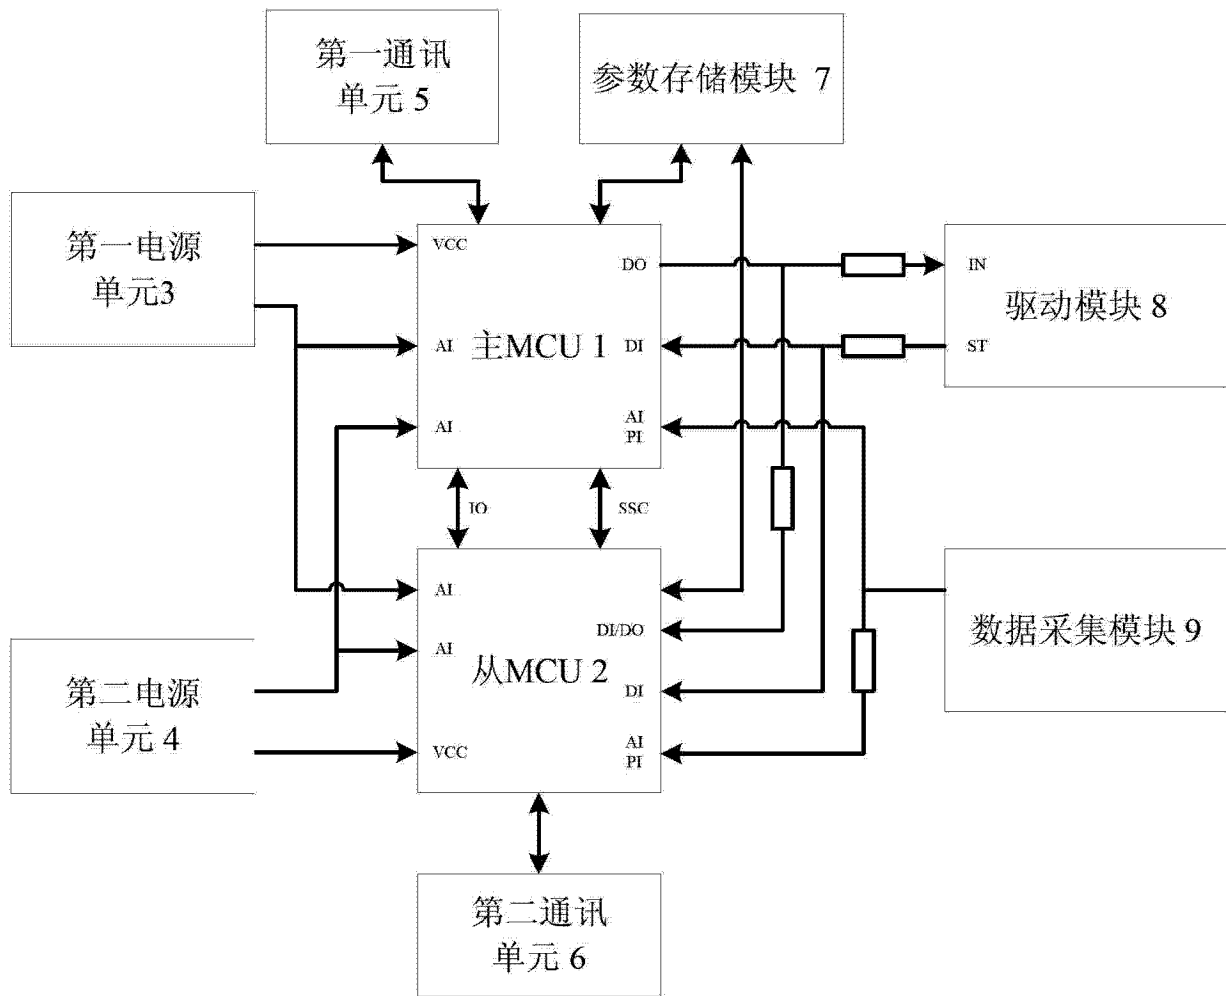 第一通讯
单元 5
参数存储模块 7
第一电源
单元3
VCC
DO
IN
驱动模块 8
AI
主MCU 1
DI
ST
AI
AI
PI
IO
SSC
AI
DI/DO
数据采集模块 9
AI
从MCU 2
第二电源
单元 4
DI
VCC
AI
PI
第二通讯
单元 6